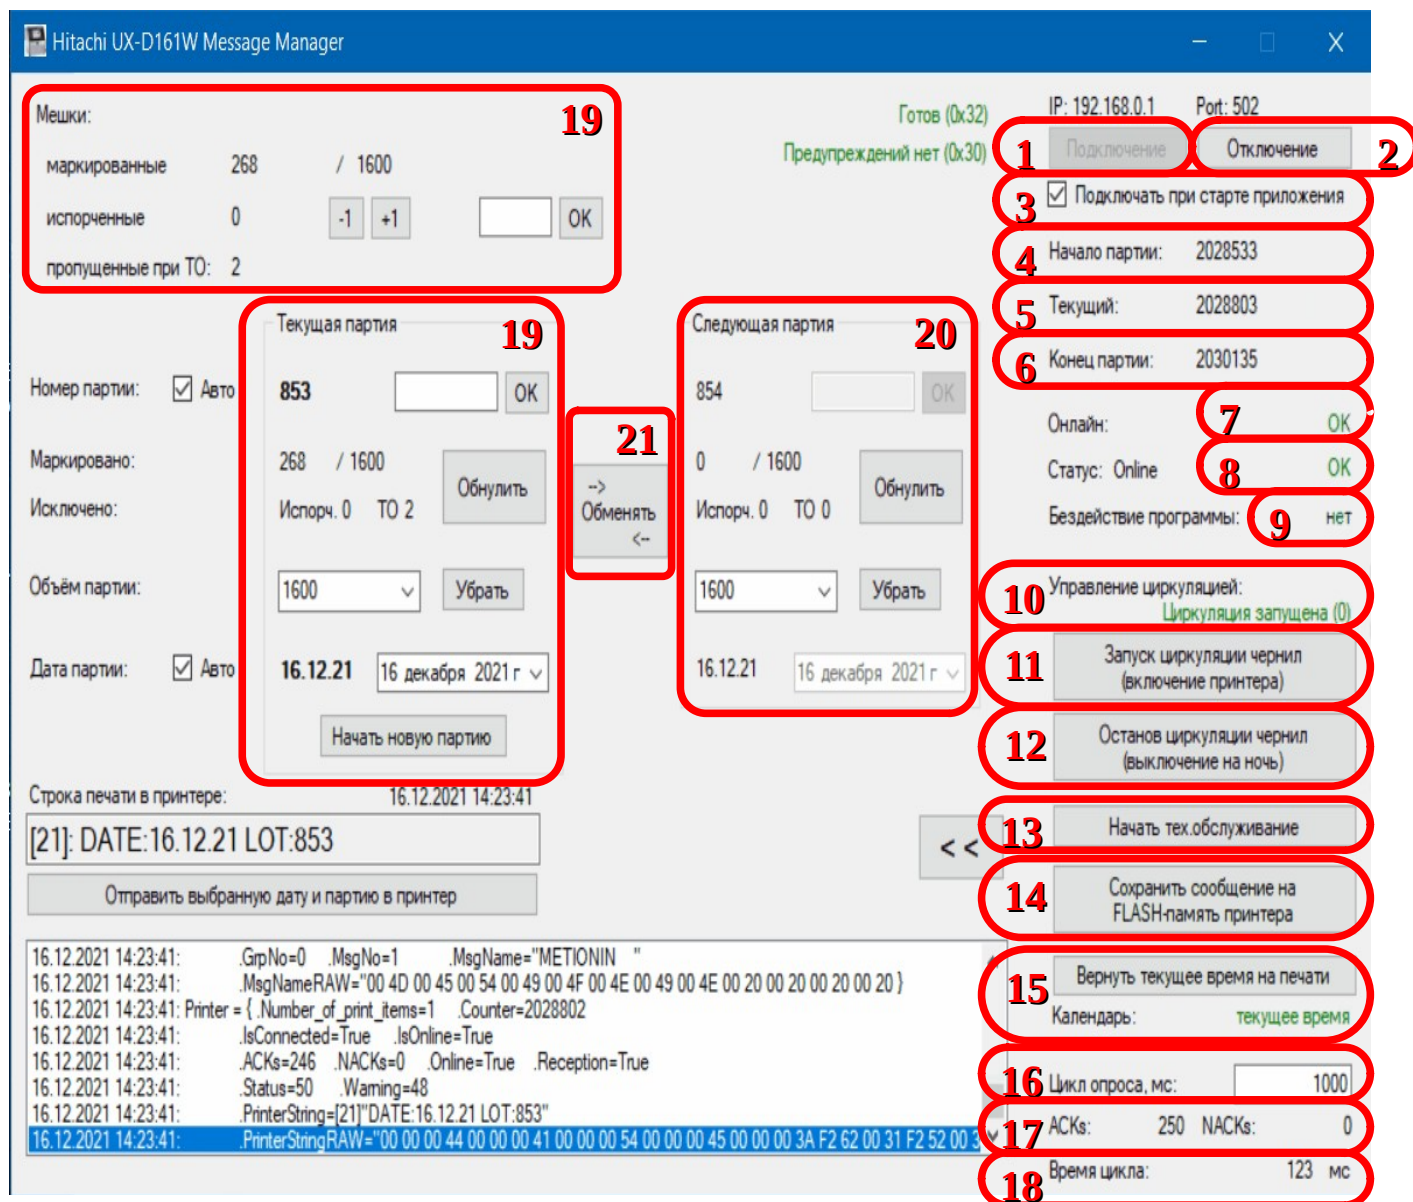 Hitachi UX-D161W Message Manager
Мешки:
19
маркированные 268 / 1600
испорченные 0 -1 +1 OK
пропущенные при ТО: 2
Готов (0x32)
Предупреждений нет (0x30)
IP: 192.168.0.1 Port: 502
1 Подключение Отключение 2
3 Подключать при старте приложения
4 Начало партии: 2028533
5 Текущий: 2028803
6 Конец партии: 2030135
7 Онлайн: OK
8 Статус: Online OK
9 Бездействие программы: нет
Текущая партия 19
Следующая партия 20
Номер партии: Авто 853 OK 854 OK
21
Маркировано: 268 / 1600 0 / 1600
Обнулить
--> Обменять <--
Обнулить
Исключено: Испорч. 0 ТО 2 Испорч. 0 ТО 0
Объём партии: 1600 Убрать 1600 Убрать
Дата партии: Авто 16.12.21 16 декабря 2021 г 16.12.21 16 декабря 2021 г
Начать новую партию
10 Управление циркуляцией:
Циркуляция запущена (0)
11 Запуск циркуляции чернил
(включение принтера)
12 Останов циркуляции чернил
(выключение на ночь)
13 Начать тех.обслуживание
14 Сохранить сообщение на
FLASH-память принтера
15 Вернуть текущее время на печати
Календарь: текущее время
16 Цикл опроса, мс: 1000
17 ACKs: 250 NACKs: 0
18 Время цикла: 123 мс
Строка печати в принтере: 16.12.2021 14:23:41
[21]: DATE:16.12.21 LOT:853
<<
Отправить выбранную дату и партию в принтер
16.12.2021 14:23:41: .GrpNo=0 .MsgNo=1 .MsgName="METIONIN "
16.12.2021 14:23:41: .MsgNameRAW="00 4D 00 45 00 54 00 49 00 4F 00 4E 00 49 00 4E 00 20 00 20 00 20 00 20 }
16.12.2021 14:23:41: Printer = { .Number_of_print_items=1 .Counter=2028802
16.12.2021 14:23:41: .IsConnected=True .IsOnline=True
16.12.2021 14:23:41: .ACKs=246 .NACKs=0 .Online=True .Reception=True
16.12.2021 14:23:41: .Status=50 .Warning=48
16.12.2021 14:23:41: .PrinterString=[21]"DATE:16.12.21 LOT:853"
16.12.2021 14:23:41: .PrinterStringRAW="00 00 00 44 00 00 00 41 00 00 00 54 00 00 00 45 00 00 00 3A F2 62 00 31 F2 52 00 3